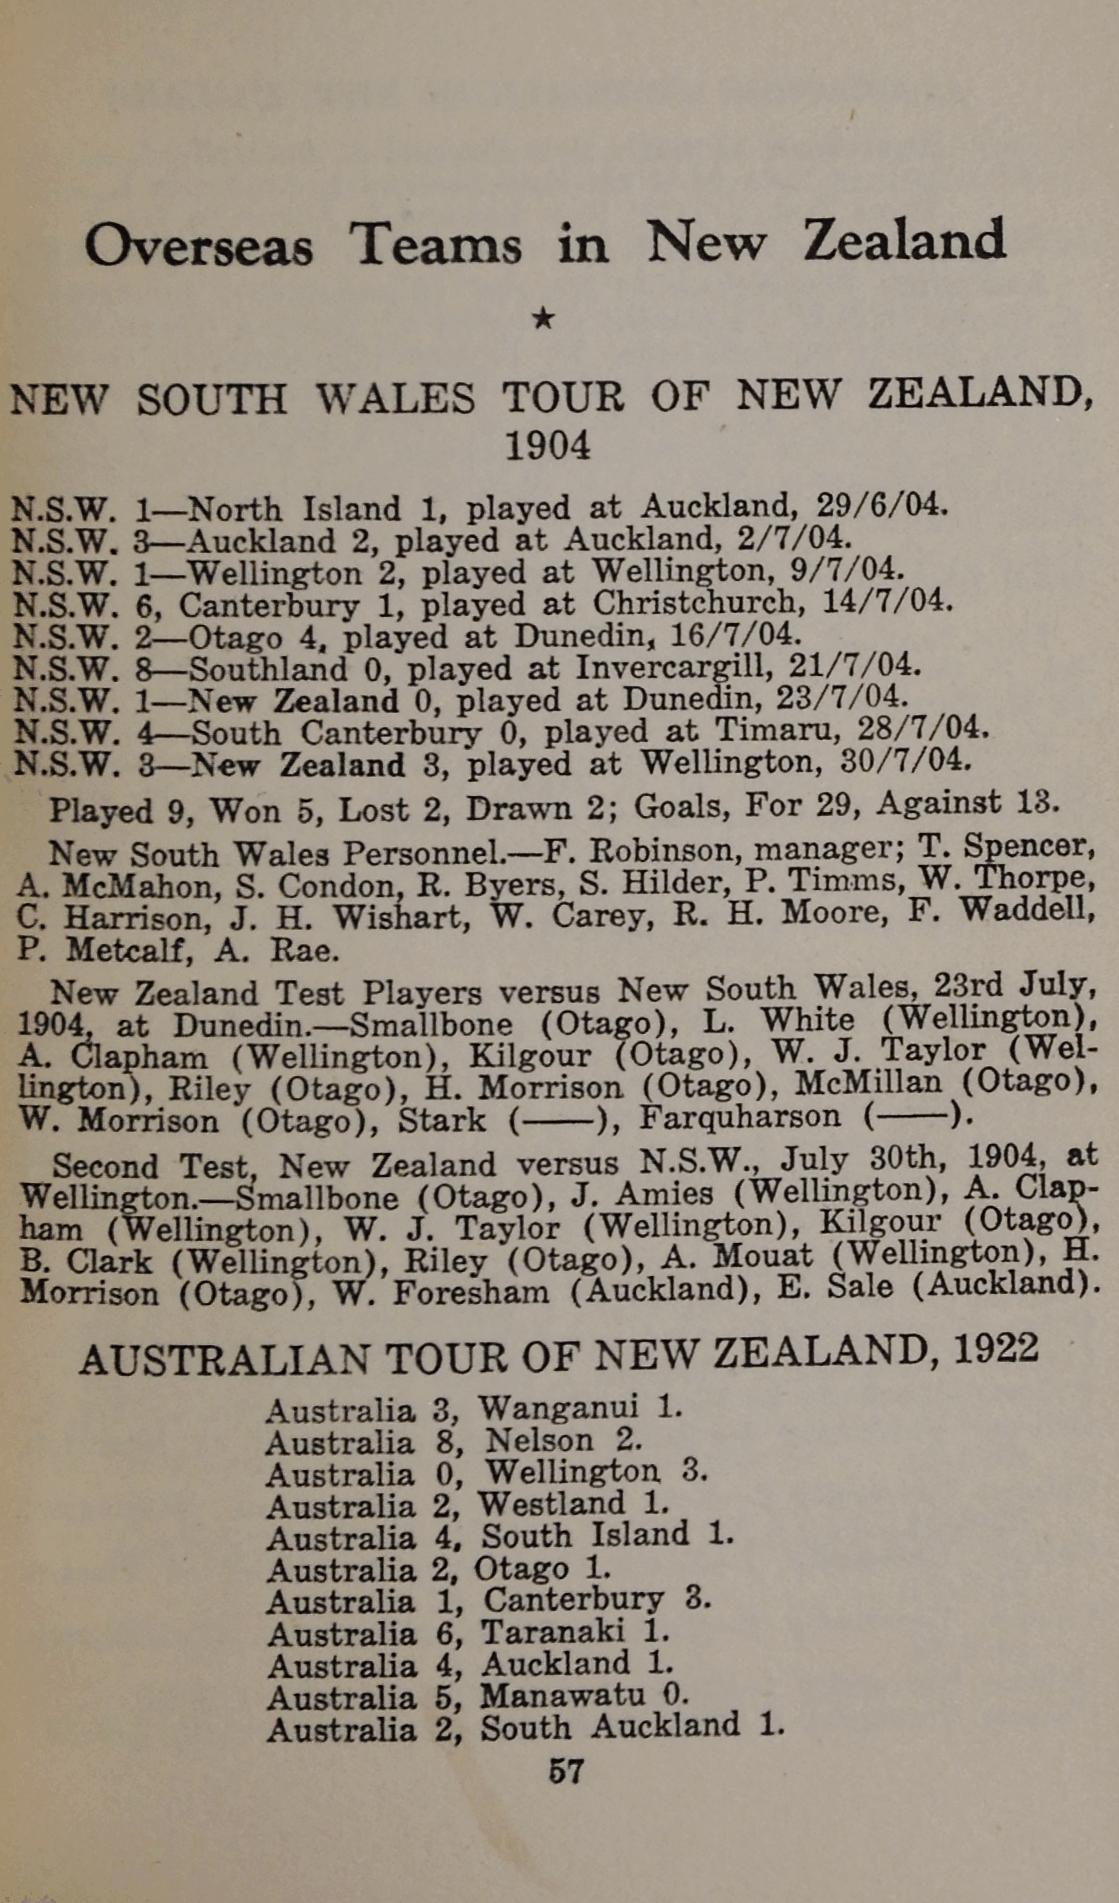 Overseas Teams in New Zealand
★
NEW SOUTH WALES TOUR OF NEW ZEALAND,
1904
N.S.W. 1—North Island 1, played at Auckland, 29/6/04.
N.S.W. 3—Auckland 2, played at Auckland, 2/7/04.
N.S.W. 1—Wellington 2, played at Wellington, 9/7/04.
N.S.W. 6, Canterbury 1, played at Christchurch, 14/7/04.
N.S.W. 2—Otago 4, played at Dunedin, 16/7/04.
N.S.W. 8—Southland 0, played at Invercargill, 21/7/04.
N.S.W. 1—New Zealand 0, played at Dunedin, 23/7/04.
N.S.W. 4—South Canterbury 0, played at Timaru, 28/7/04.
N.S.W. 3—New Zealand 3, played at Wellington, 30/7/04.
Played 9, Won 5, Lost 2, Drawn 2; Goals, For 29, Against 13.
New South Wales Personnel.—F. Robinson, manager; T. Spencer,
A. McMahon, S. Condon, R. Byers, S. Hilder, P. Timms, W. Thorpe,
C. Harrison, J. H. Wishart, W. Carey, R. H. Moore, F. Waddell,
P. Metcalf, A. Rae.
New Zealand Test Players versus New South Wales, 23rd July,
1904, at Dunedin.—Smallbone (Otago), L. White (Wellington),
A. Clapham (Wellington), Kilgour (Otago), W. J. Taylor (Wel-
lington), Riley (Otago), H. Morrison (Otago), McMillan (Otago),
W. Morrison (Otago), Stark (——), Farquharson (——).
Second Test, New Zealand versus N.S.W., July 30th, 1904, at
Wellington.—Smallbone (Otago), J. Amies (Wellington), A. Clap-
ham (Wellington), W. J. Taylor (Wellington), Kilgour (Otago),
B. Clark (Wellington), Riley (Otago), A. Mouat (Wellington), H.
Morrison (Otago), W. Foresham (Auckland), E. Sale (Auckland).
AUSTRALIAN TOUR OF NEW ZEALAND, 1922
Australia 3, Wanganui 1.
Australia 8, Nelson 2.
Australia 0, Wellington 3.
Australia 2, Westland 1.
Australia 4, South Island 1.
Australia 2, Otago 1.
Australia 1, Canterbury 3.
Australia 6, Taranaki 1.
Australia 4, Auckland 1.
Australia 5, Manawatu 0.
Australia 2, South Auckland 1.
57